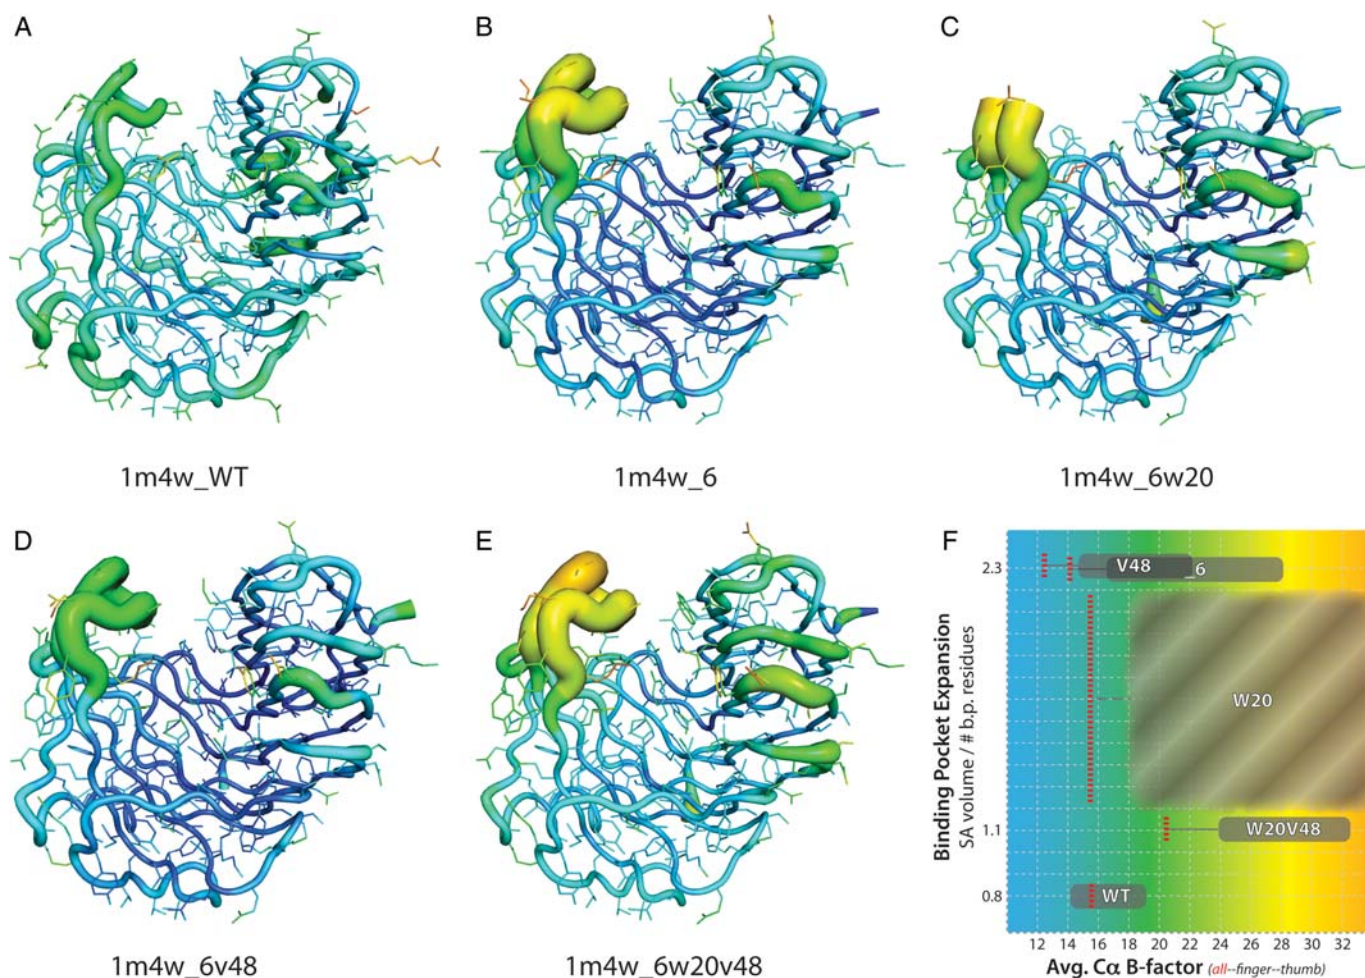 A
B
C
1m4w_WT
1m4w_6
1m4w_6w20
D
E
F
1m4w_6v48
1m4w_6w20v48
Binding Pocket Expansion
SA volume / # b.p. residues
2.3
1.1
0.8
V48
_6
W20
W20V48
WT
12 14 16 18 20 22 24 26 28 30 32
Avg. Cα B-factor (all--finger--thumb)